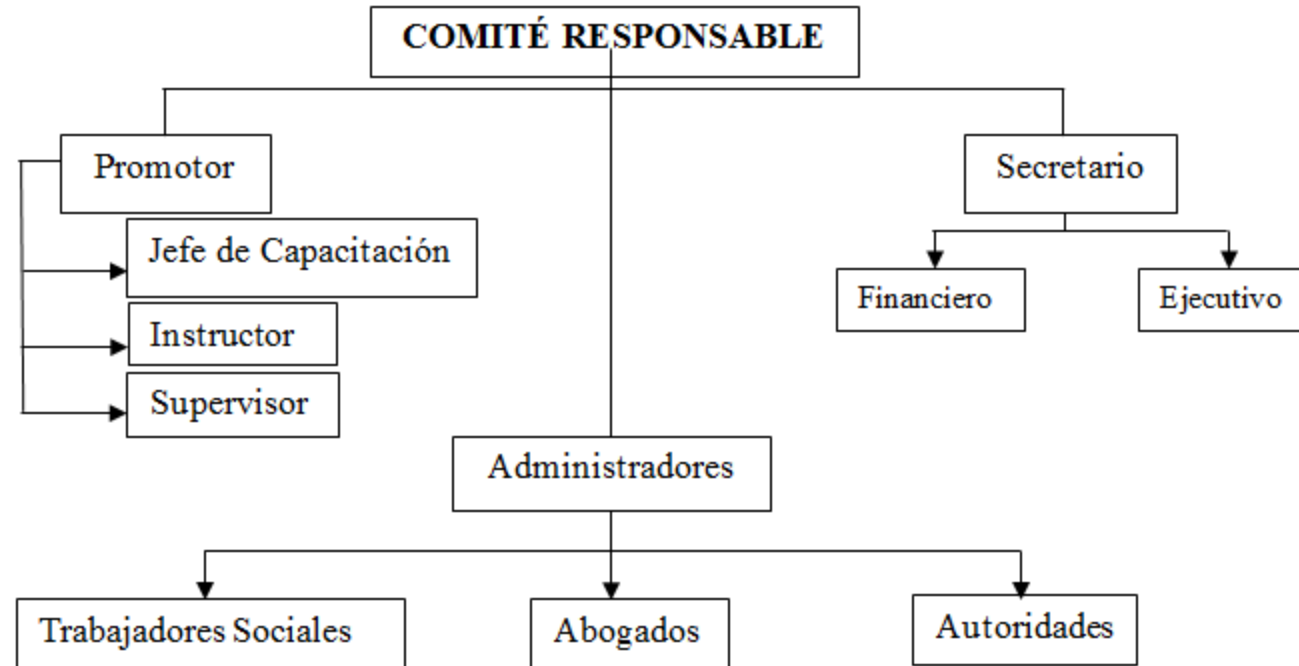 COMITÉ RESPONSABLE
Promotor
Secretario
Jefe de Capacitación
Financiero
Ejecutivo
Instructor
Supervisor
Administradores
Trabajadores Sociales
Abogados
Autoridades